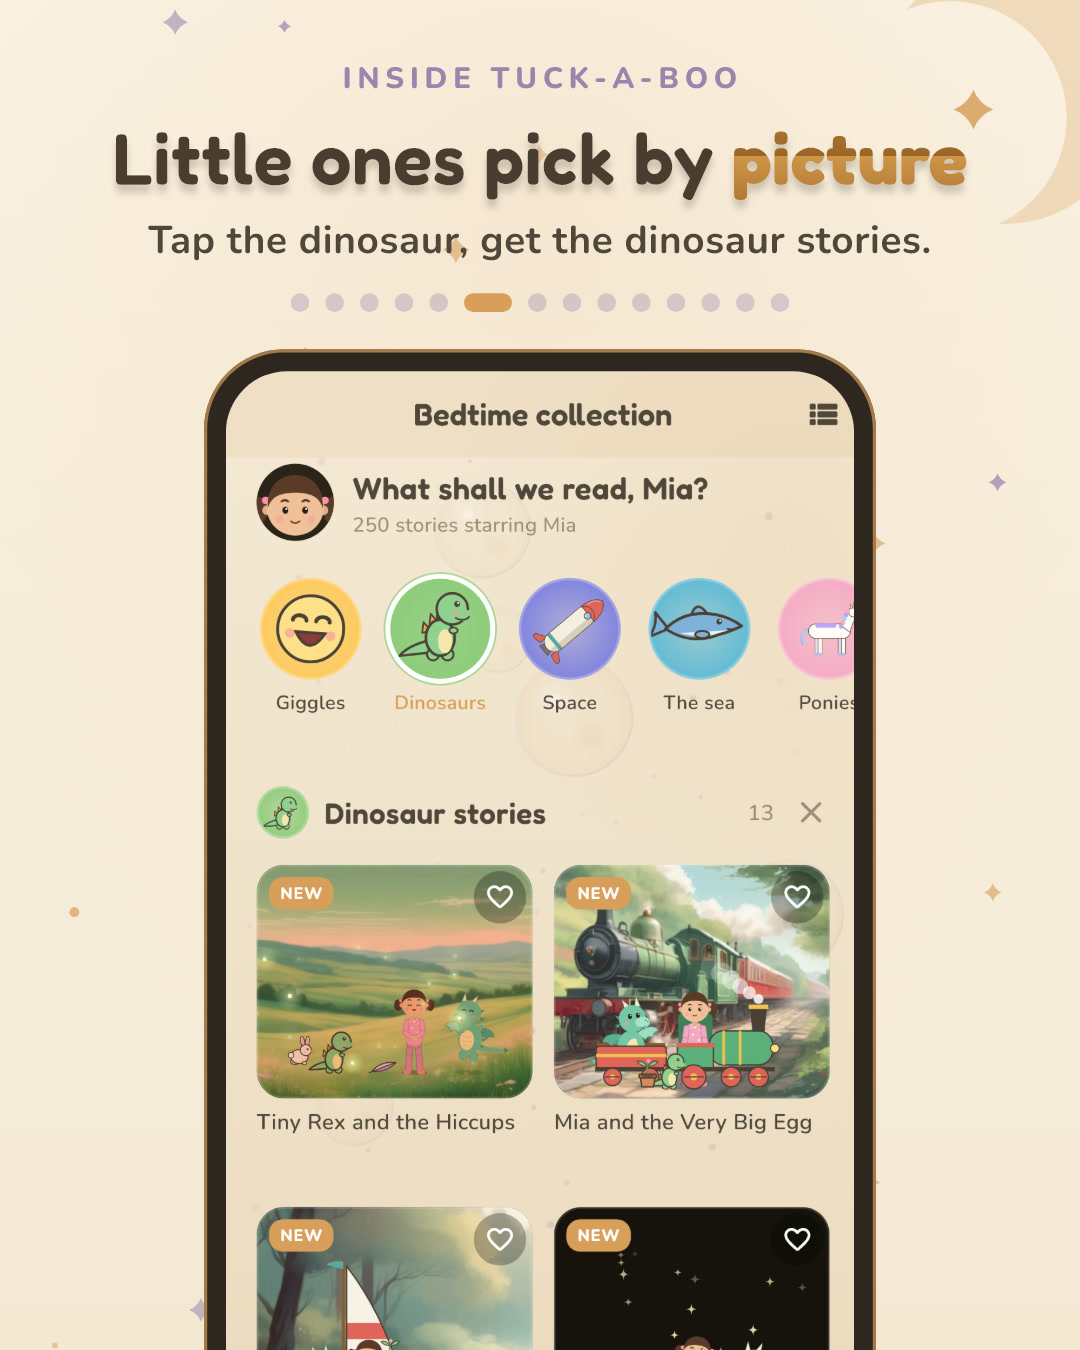 INSIDE TUCK-A-BOO
Little ones pick by picture
Tap the dinosaur, get the dinosaur stories.
Bedtime collection
What shall we read, Mia?
250 stories starring Mia
Giggles
Dinosaurs
Space
The sea
Ponies
Dinosaur stories
13
NEW
NEW
Tiny Rex and the Hiccups
Mia and the Very Big Egg
NEW
NEW